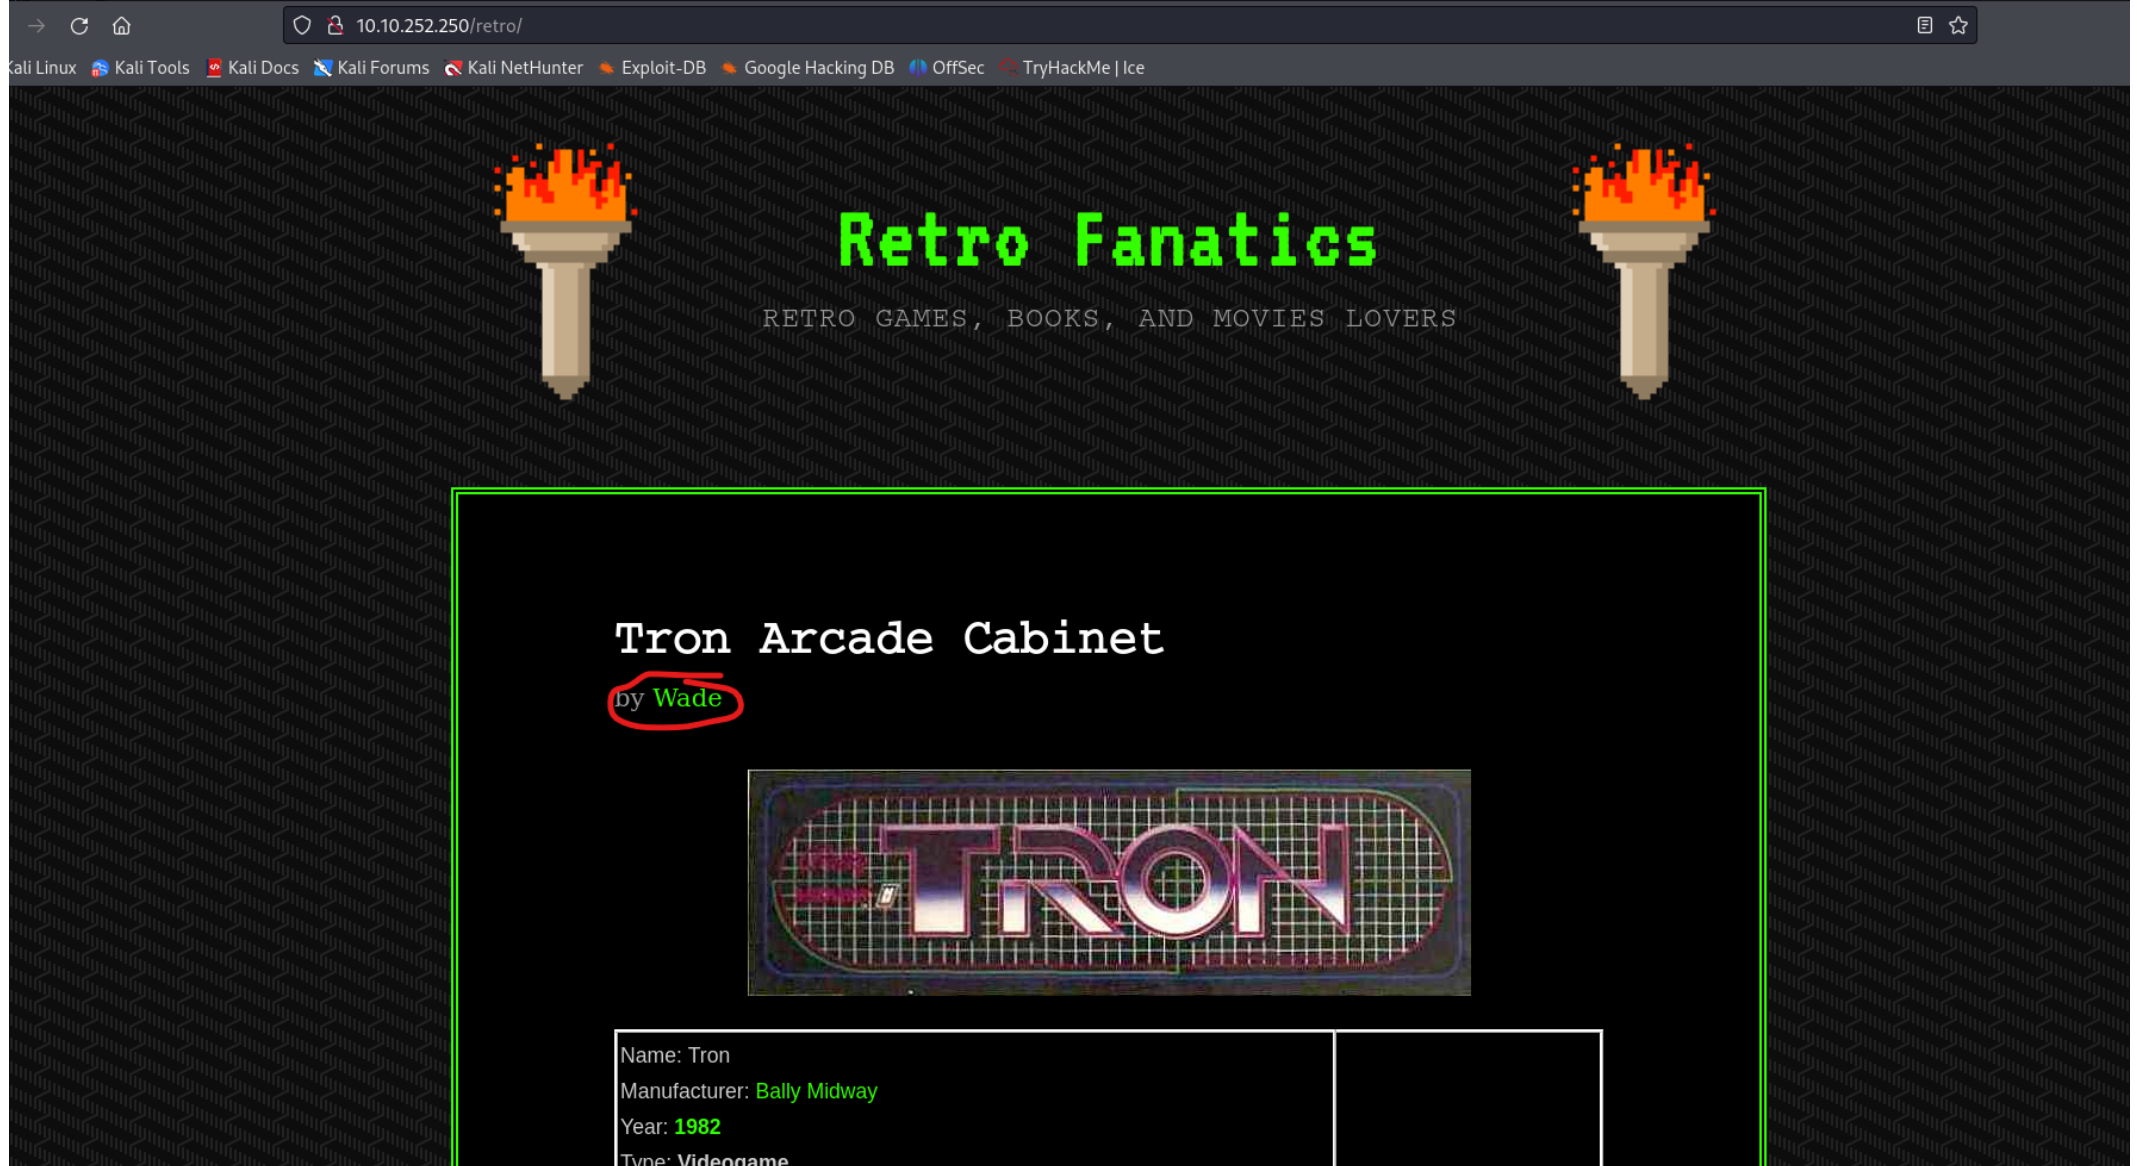 10.10.252.250/retro/
Kali Linux Kali Tools Kali Docs Kali Forums Kali NetHunter Exploit-DB Google Hacking DB OffSec TryHackMe | Ice
Retro Fanatics
RETRO GAMES, BOOKS, AND MOVIES LOVERS
Tron Arcade Cabinet
by Wade
TRON
Name: Tron
Manufacturer: Bally Midway
Year: 1982
Type: Videogame